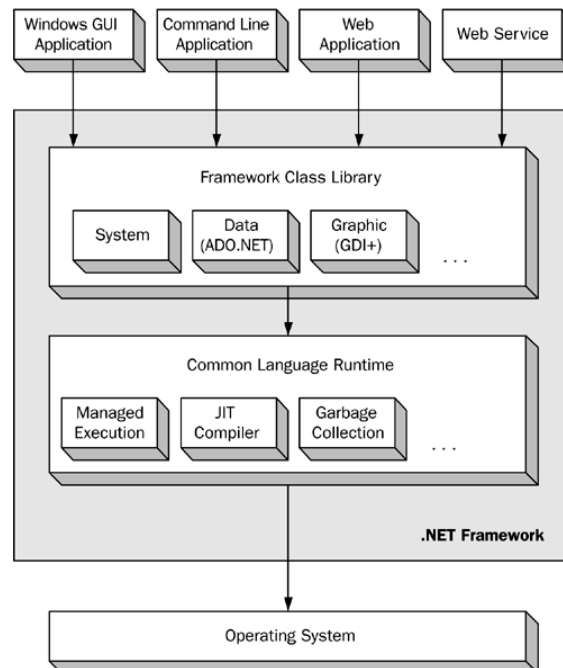 Windows GUI
Application
Command Line
Application
Web
Application
Web Service
Framework Class Library
System
Data
(ADO.NET)
Graphic
(GDI+)
. . .
Common Language Runtime
Managed
Execution
JIT
Compiler
Garbage
Collection
. . .
.NET Framework
Operating System